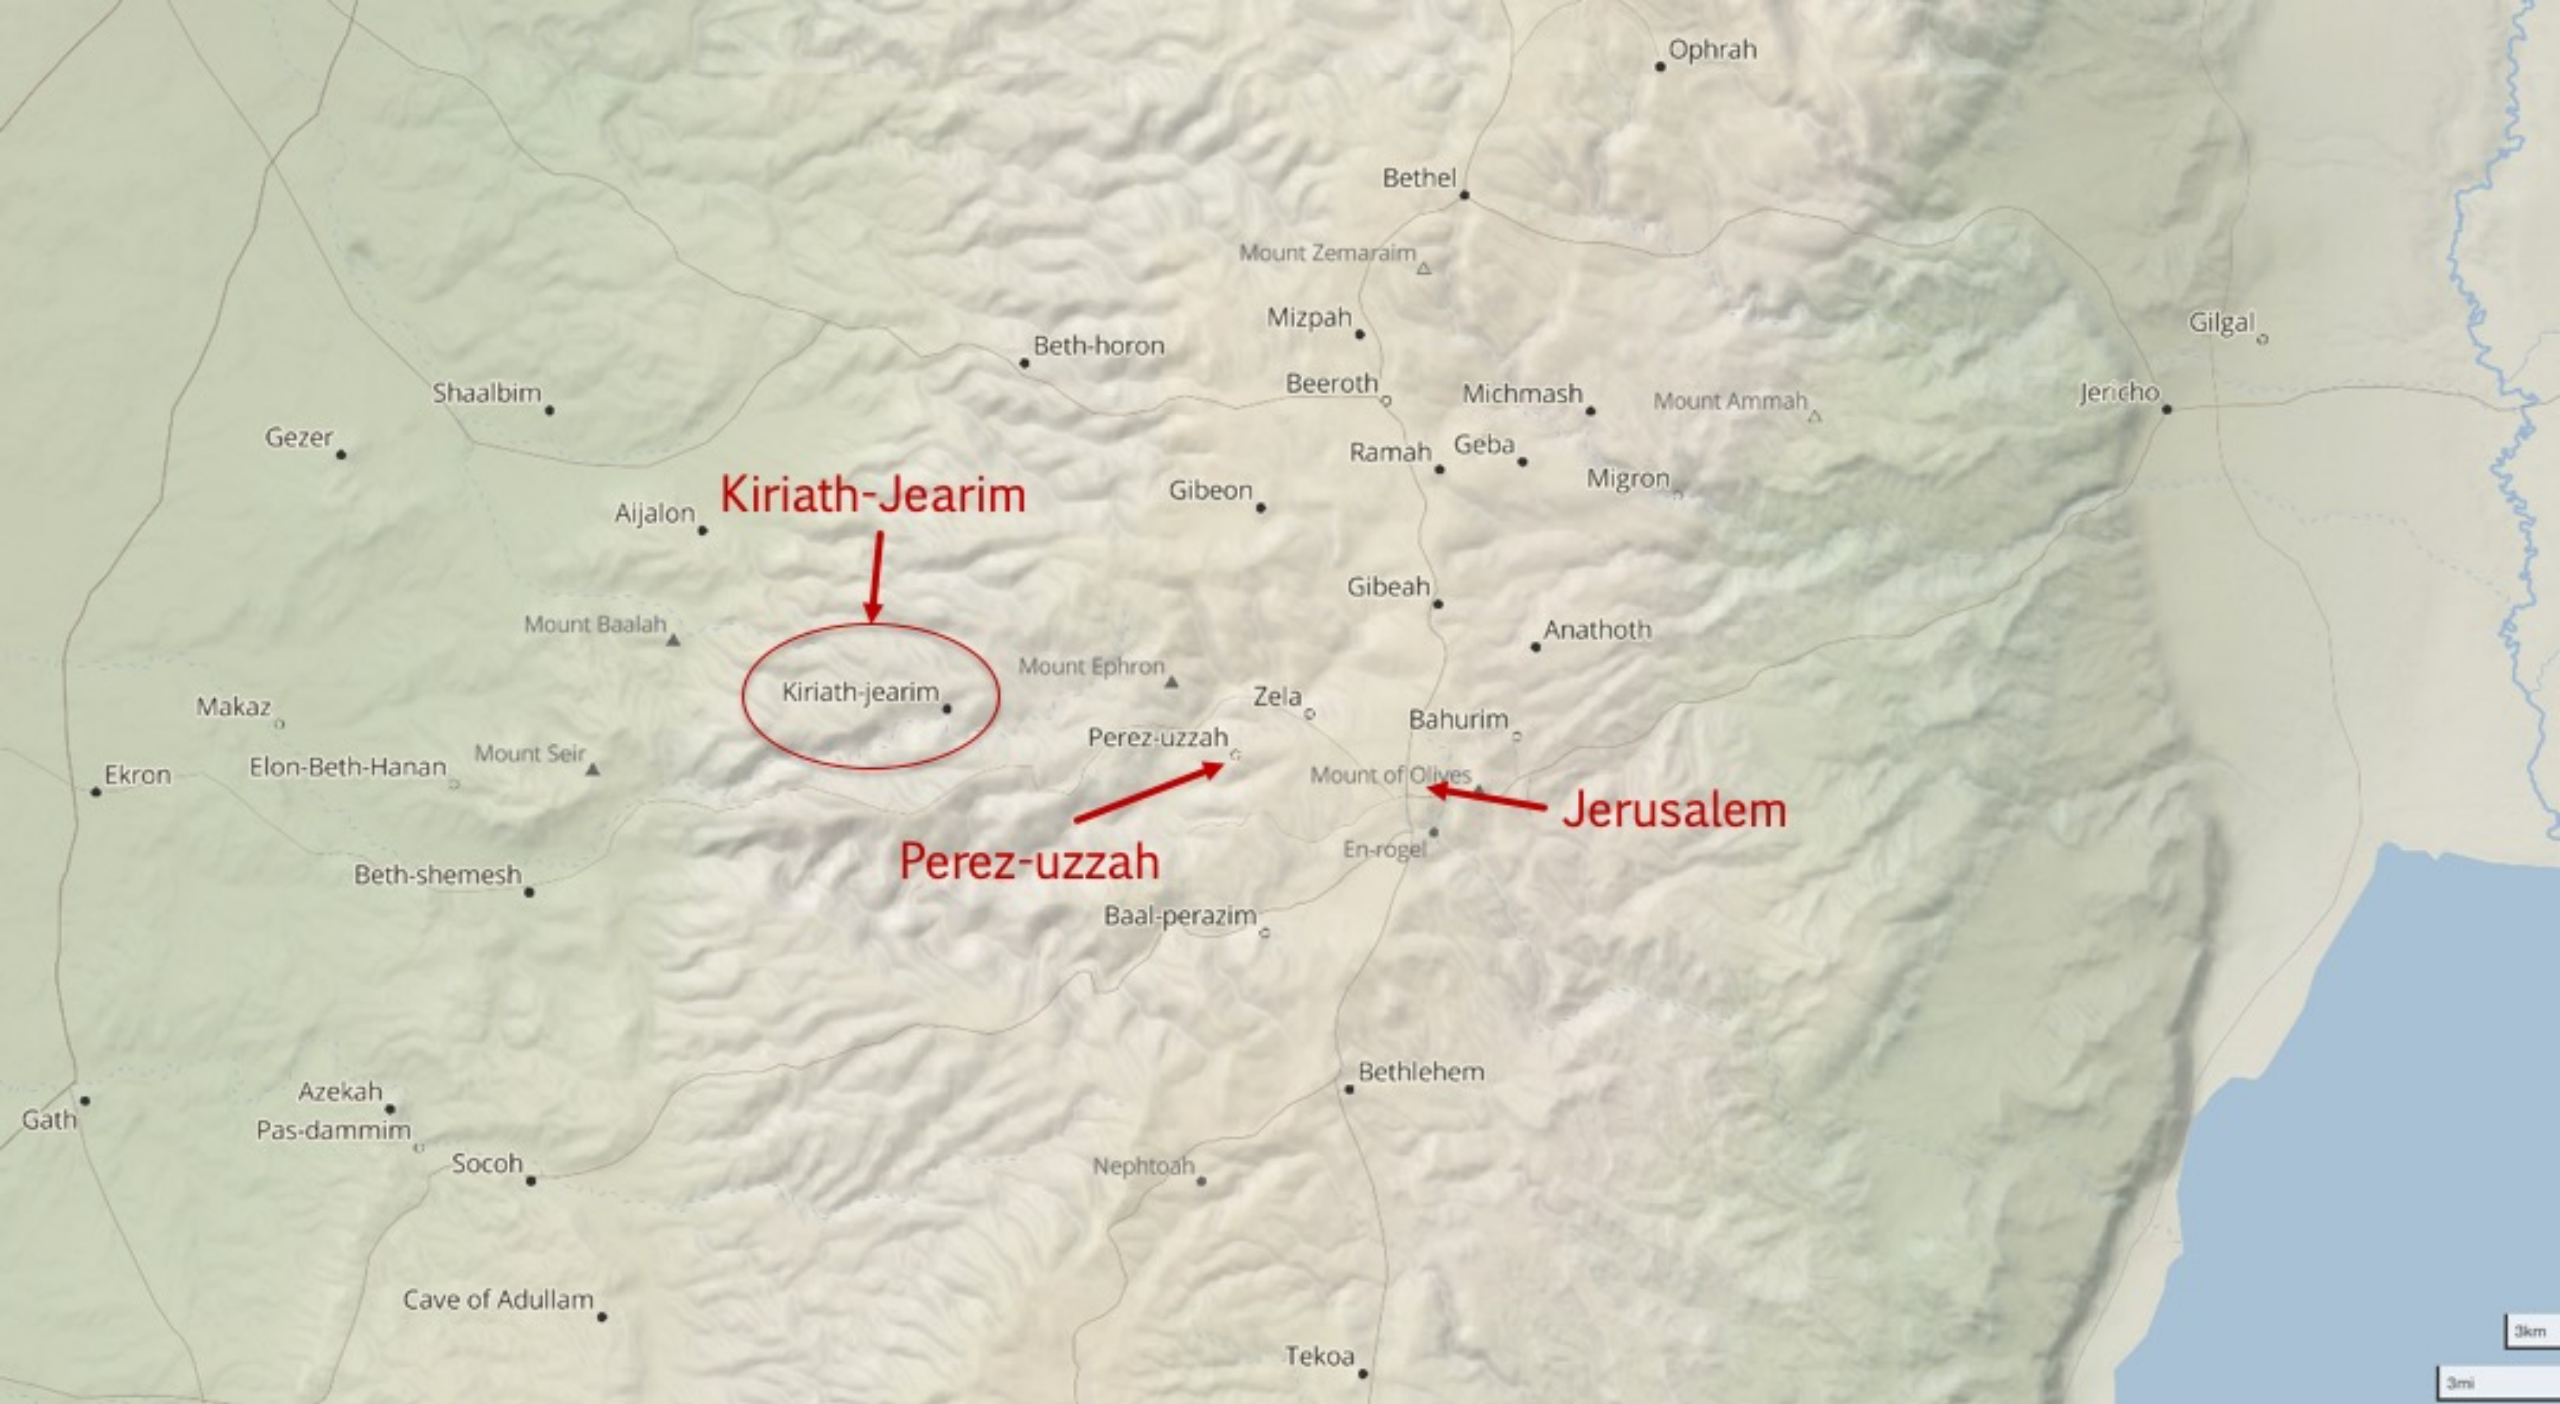 Ophrah
Bethel
Mount Zemaraim
Mizpah
Gilgal
Beth-horon
Beeroth
Shaalbim
Michmash
Mount Ammah
Jericho
Gezer
Ramah
Geba
Migron
Kiriath-Jearim
Gibeon
Aijalon
Gibeah
Mount Baalah
Anathoth
Mount Ephron
Kiriath-jearim
Zela
Makaz
Bahurim
Perez-uzzah
Mount Seir
Elon-Beth-Hanan
Ekron
Mount of Olives
Jerusalem
En-rogel
Perez-uzzah
Beth-shemesh
Baal-perazim
Bethlehem
Azekah
Gath
Pas-dammim
Socoh
Nephtoah
Cave of Adullam
3km
Tekoa
3mi